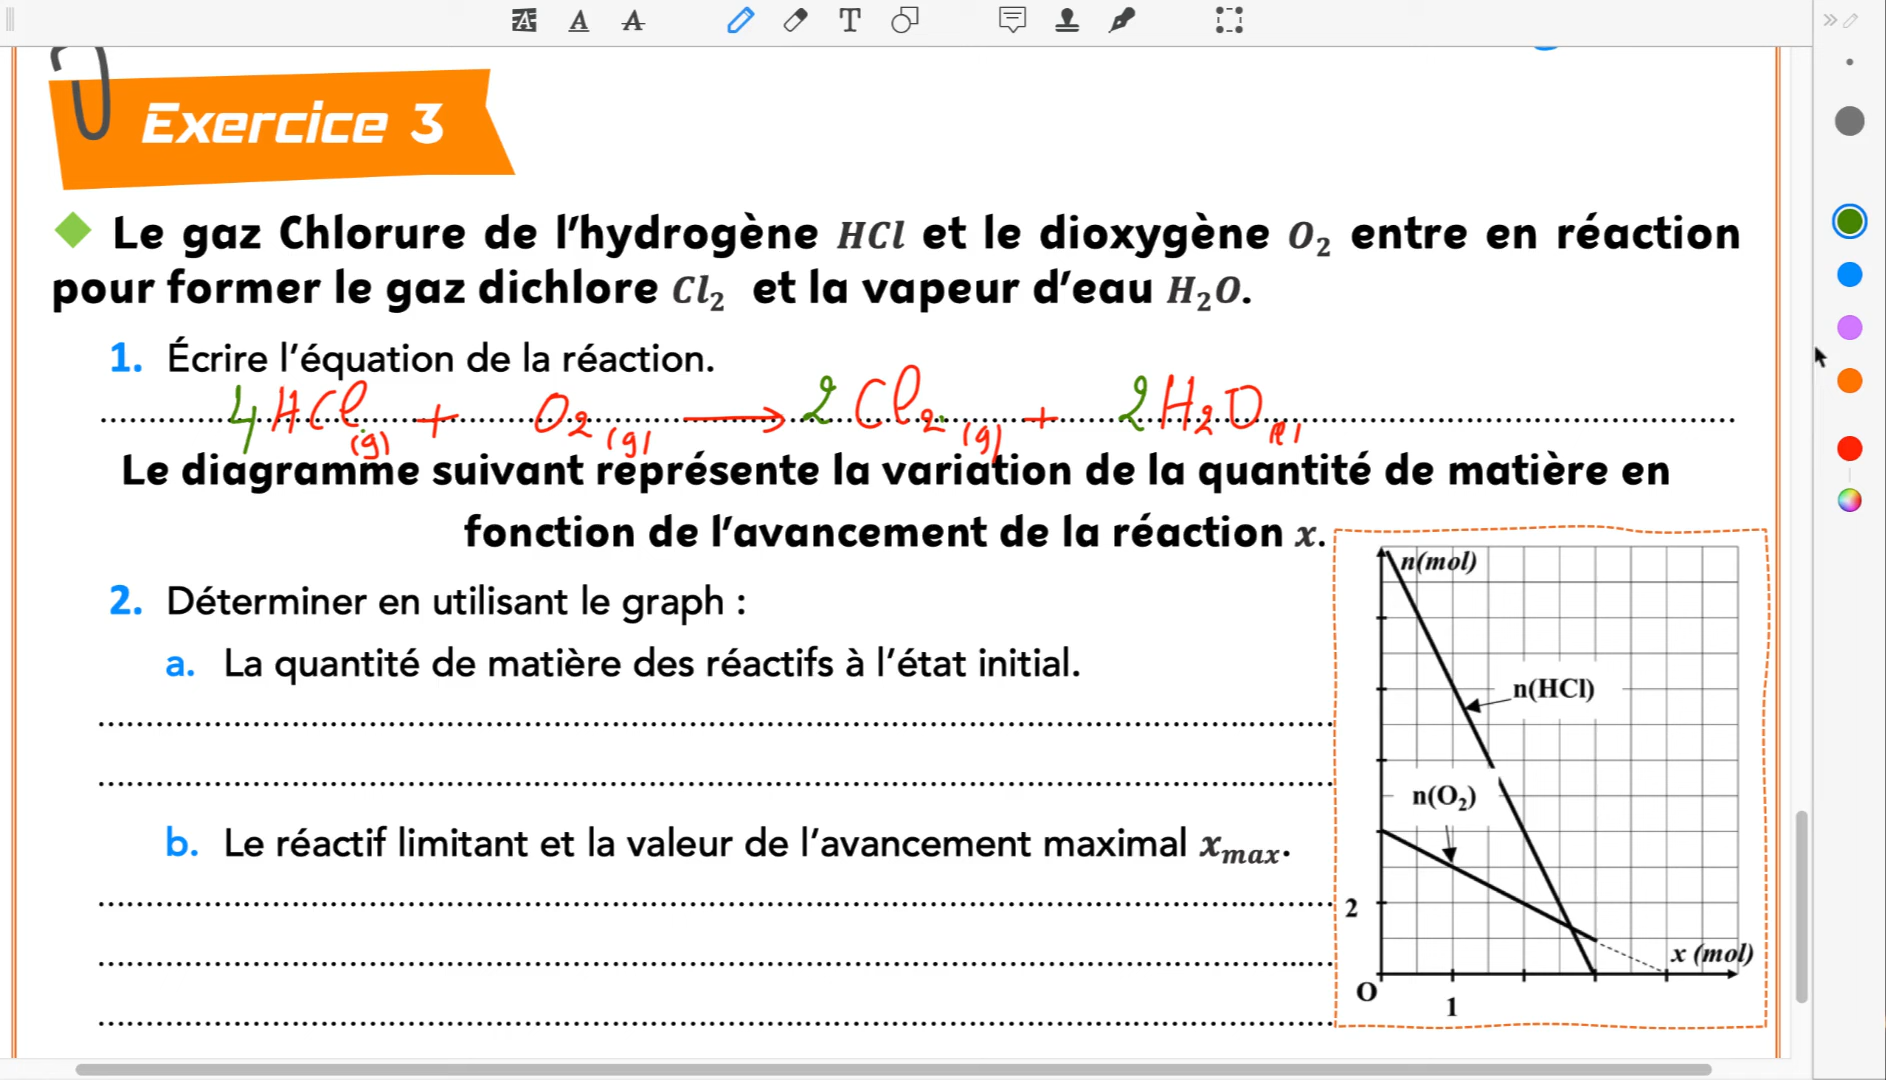 Exercice 3
Le gaz Chlorure de l'hydrogène HCl et le dioxygène O₂ entre en réaction
pour former le gaz dichlore Cl₂ et la vapeur d'eau H₂O.
1. Écrire l'équation de la réaction.
4HCl(g) + O₂(g) → 2Cl₂(g) + 2H₂O
Le diagramme suivant représente la variation de la quantité de matière en
fonction de l'avancement de la réaction x.
2. Déterminer en utilisant le graph :
a. La quantité de matière des réactifs à l'état initial.
b. Le réactif limitant et la valeur de l'avancement maximal xmax.
n(mol)
n(HCl)
n(O₂)
2
x (mol)
O
1